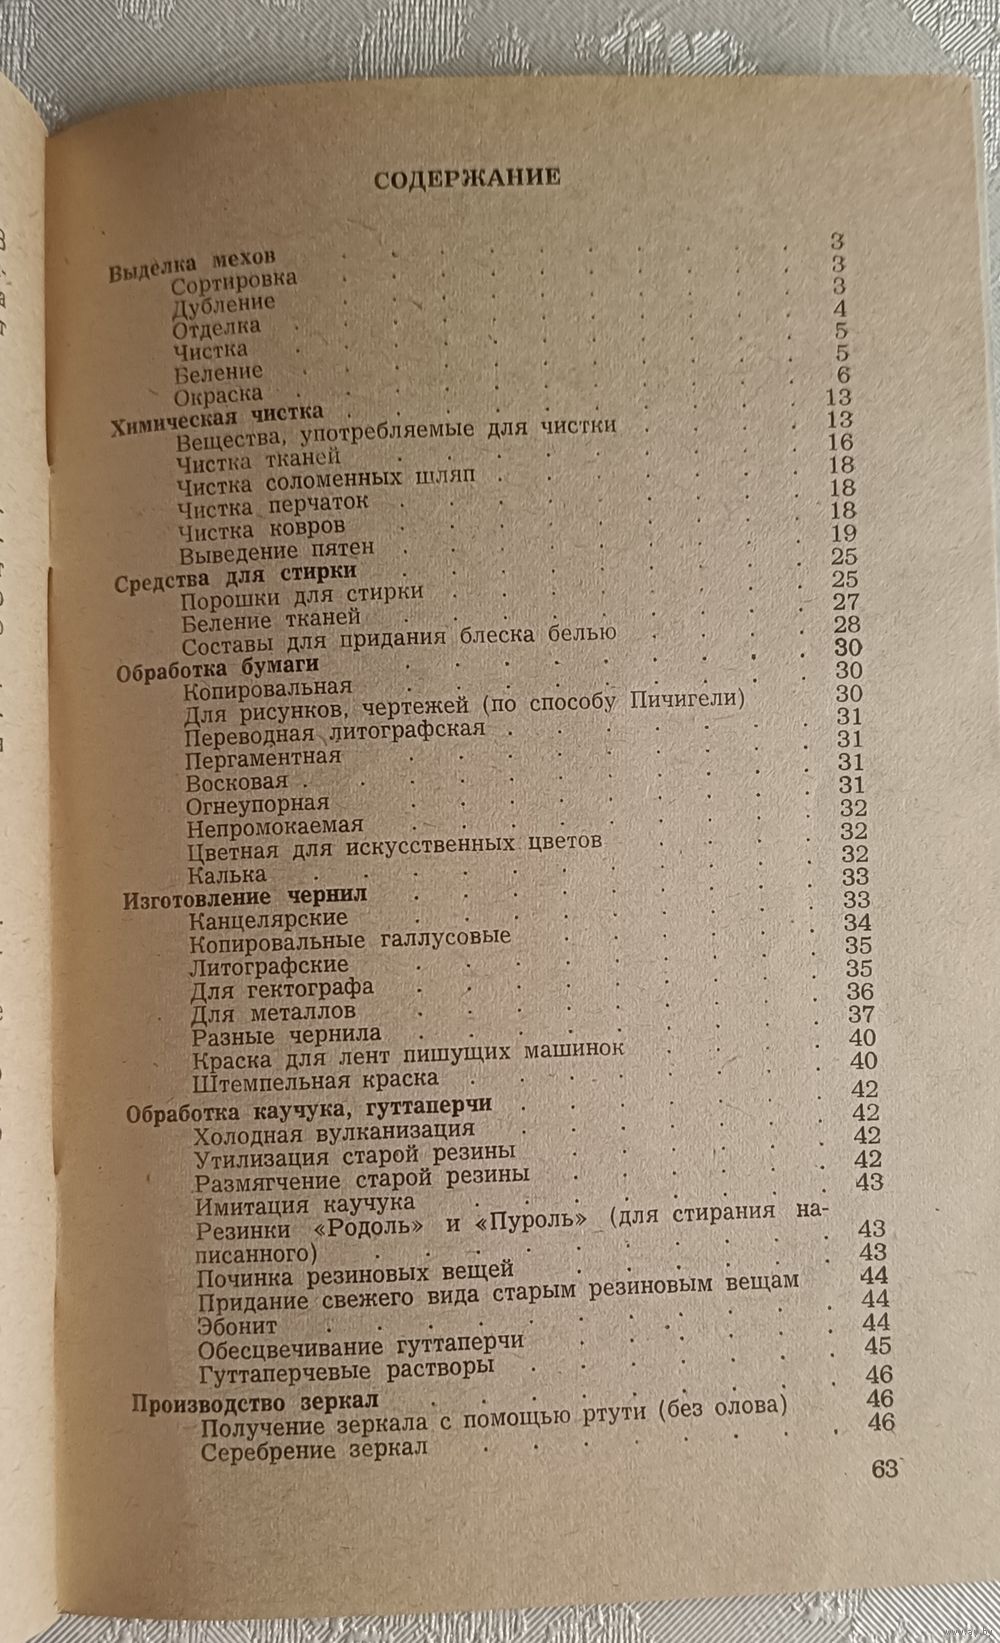 СОДЕРЖАНИЕ
Выделка мехов . . . . . . . . . . 3
Сортировка . . . . . . . . . . 3
Дубление . . . . . . . . . . 3
Отделка . . . . . . . . . . . 4
Чистка . . . . . . . . . . . 5
Беление . . . . . . . . . . . 5
Окраска . . . . . . . . . . . 6
Химическая чистка . . . . . . . . . . 13
Вещества, употребляемые для чистки . . . . 13
Чистка тканей . . . . . . . . . 16
Чистка соломенных шляп . . . . . . . 18
Чистка перчаток . . . . . . . . . 18
Чистка ковров . . . . . . . . . 18
Выведение пятен . . . . . . . . . 19
Средства для стирки . . . . . . . . . 25
Порошки для стирки . . . . . . . . 25
Беление тканей . . . . . . . . . 27
Составы для придания блеска белью . . . . 28
Обработка бумаги . . . . . . . . . 30
Копировальная . . . . . . . . . 30
Для рисунков, чертежей (по способу Пичигели) 30
Переводная литографская . . . . . . . 31
Пергаментная . . . . . . . . . 31
Восковая . . . . . . . . . . . 31
Огнеупорная . . . . . . . . . 31
Непромокаемая . . . . . . . . . 32
Цветная для искусственных цветов . . . . 32
Калька . . . . . . . . . . . 32
Изготовление чернил . . . . . . . . . 33
Канцелярские . . . . . . . . . 33
Копировальные галлусовые . . . . . . 34
Литографские . . . . . . . . . 35
Для гектографа . . . . . . . . . 35
Для металлов . . . . . . . . . 36
Разные чернила . . . . . . . . . 37
Краска для лент пишущих машинок . . . . 40
Штемпельная краска . . . . . . . . 40
Обработка каучука, гуттаперчи . . . . . . . 42
Холодная вулканизация . . . . . . . 42
Утилизация старой резины . . . . . . 42
Размягчение старой резины . . . . . . 42
Имитация каучука . . . . . . . . 43
Резинки «Родоль» и «Пуроль» (для стирания на-
писанного) . . . . . . . . . . 43
Починка резиновых вещей . . . . . . 43
Придание свежего вида старым резиновым вещам 44
Эбонит . . . . . . . . . . . 44
Обесцвечивание гуттаперчи . . . . . . 44
Гуттаперчевые растворы . . . . . . . 45
Производство зеркал . . . . . . . . . 46
Получение зеркала с помощью ртути (без олова) 46
Серебрение зеркал . . . . . . . . 46
63
www.ay.by